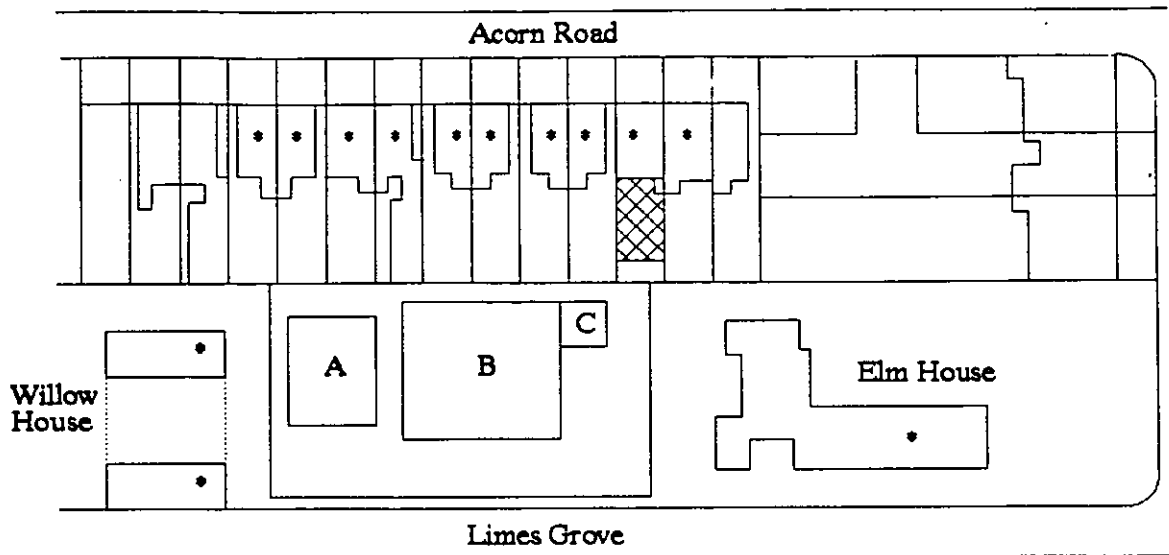 Acorn Road
A
B
C
Willow
House
Elm House
Limes Grove